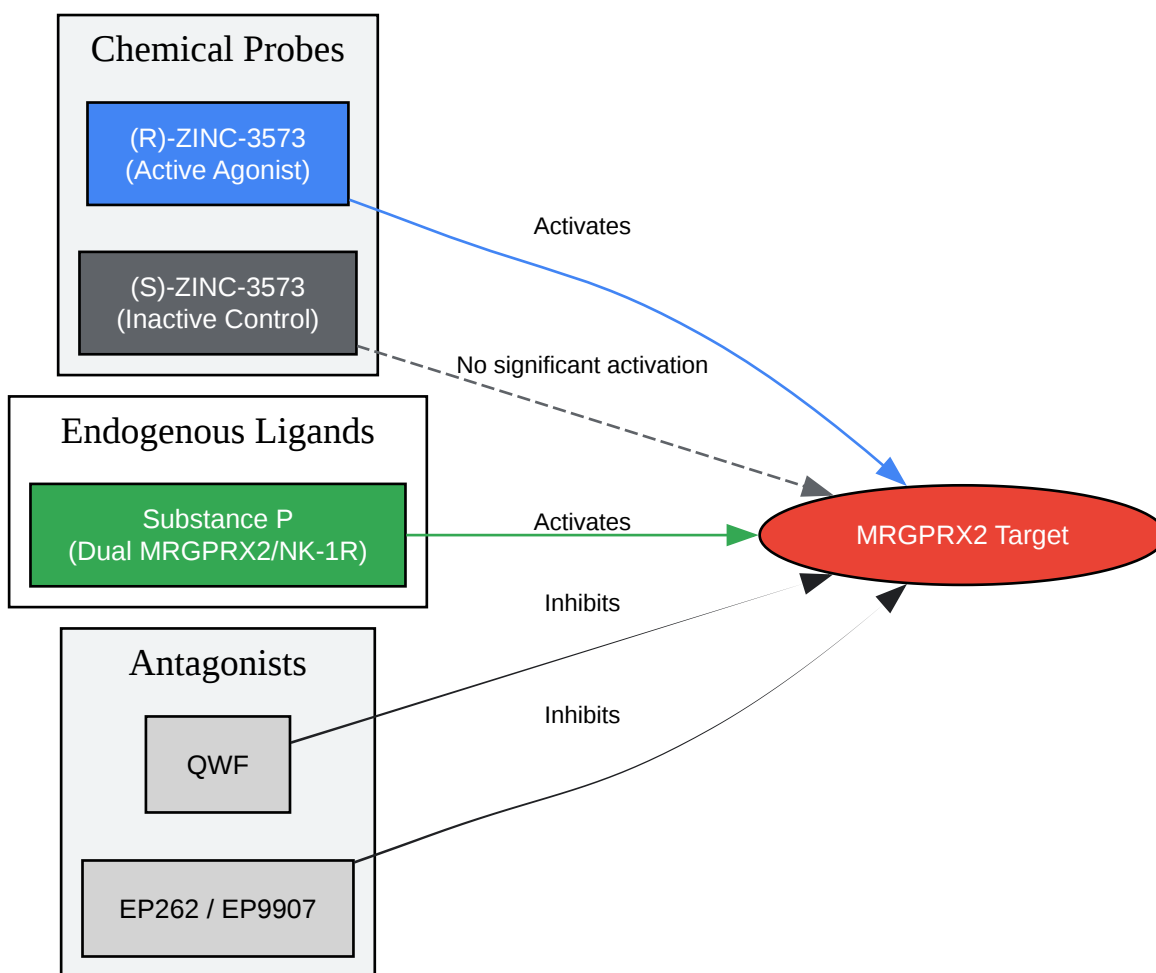 Chemical Probes
(R)-ZINC-3573
(Active Agonist)
Activates
(S)-ZINC-3573
(Inactive Control)
No significant activation
Endogenous Ligands
Substance P
(Dual MRGPRX2/NK-1R)
Activates
MRGPRX2 Target
Inhibits
Antagonists
Inhibits
QWF
EP262 / EP9907